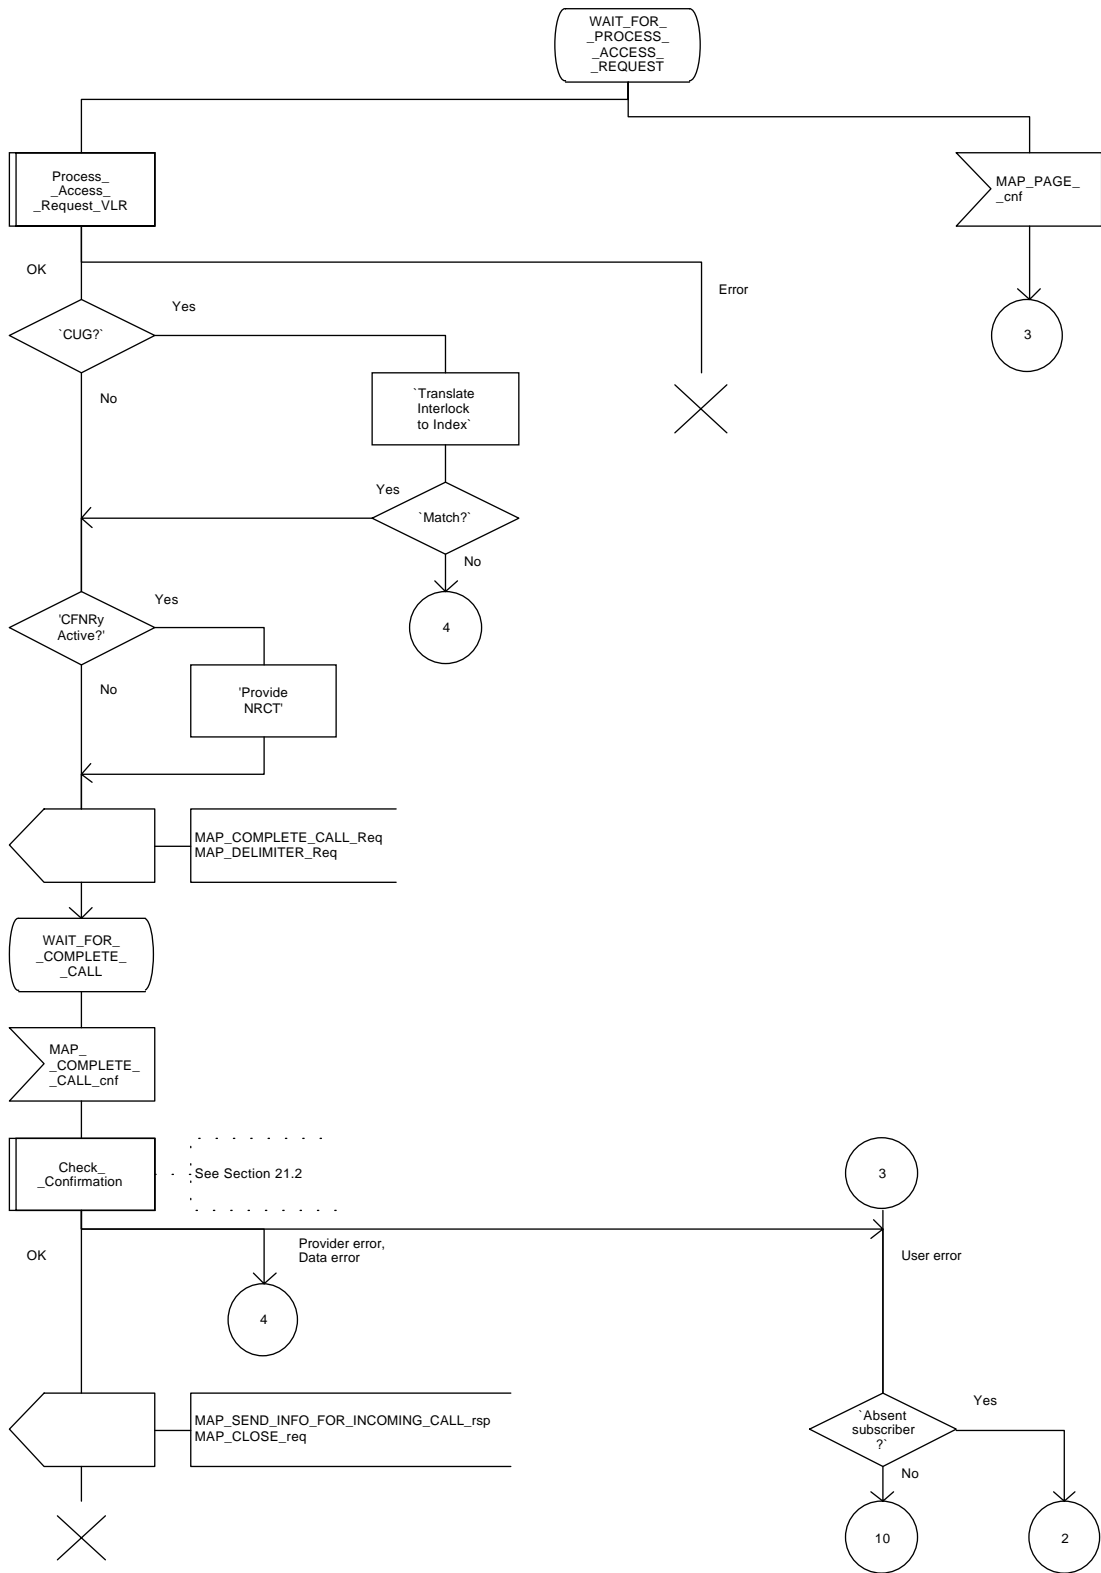 WAIT_FOR_
_PROCESS_
_ACCESS_
_REQUEST
Process_
_Access_
_Request_VLR
MAP_PAGE_
_cnf
OK
Error
Yes
`CUG?`
3
No
`Translate
Interlock
to Index`
Yes
`Match?`
No
Yes
'CFNRy
Active?'
4
No
'Provide
NRCT'
MAP_COMPLETE_CALL_Req
MAP_DELIMITER_Req
WAIT_FOR_
_COMPLETE_
_CALL
MAP_
_COMPLETE_
_CALL_cnf
Check_
_Confirmation
See Section 21.2
3
OK
Provider error,
Data error
User error
4
MAP_SEND_INFO_FOR_INCOMING_CALL_rsp
MAP_CLOSE_req
`Absent
subscriber
?`
Yes
No
10
2